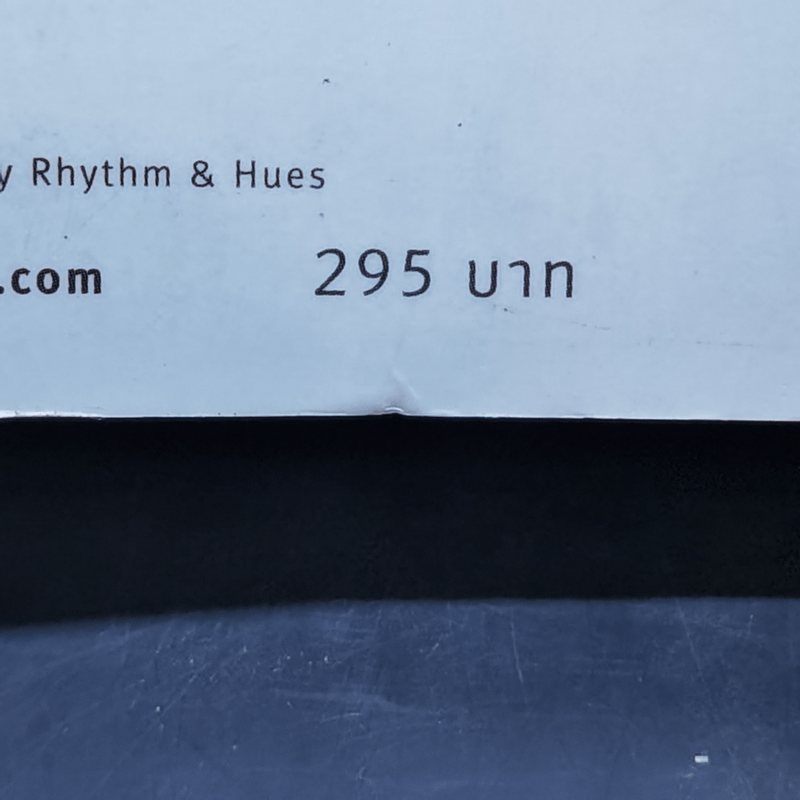 y Rhythm & Hues
.com 295 บาท